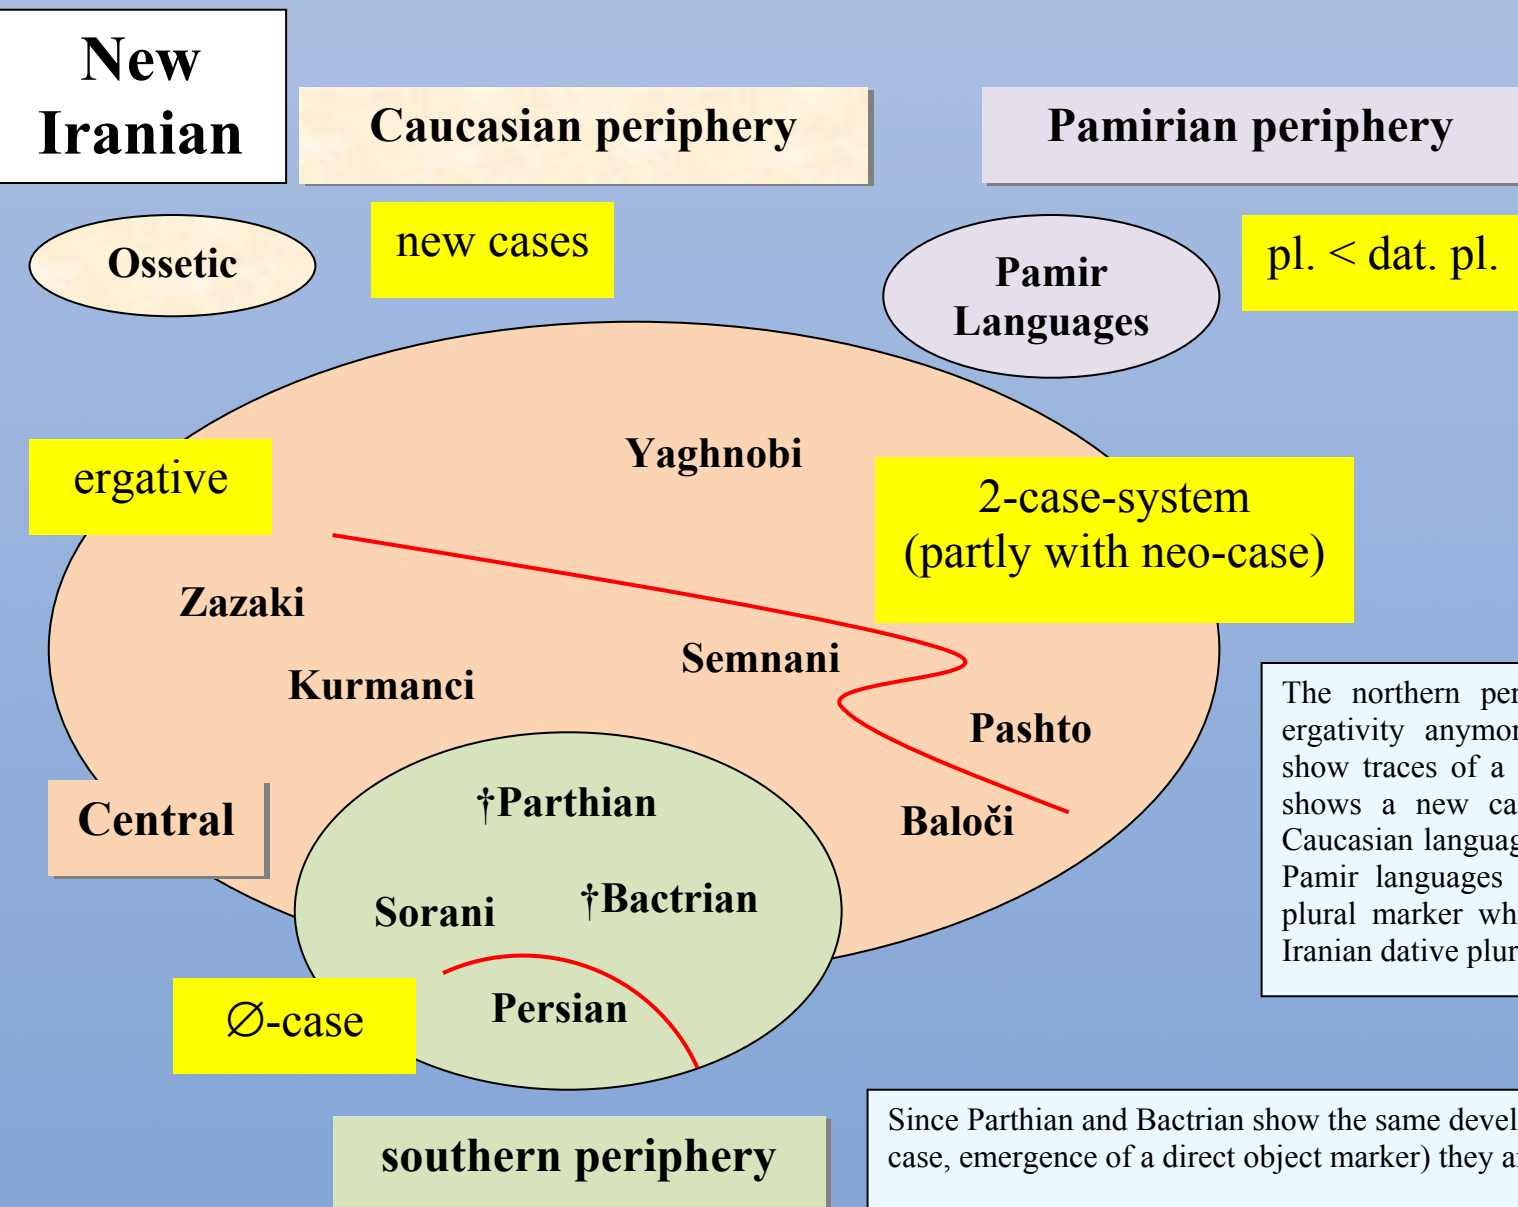 New
Iranian
Caucasian periphery
Pamirian periphery
Ossetic
new cases
Pamir
Languages
pl. < dat. pl.
ergative
Yaghnobi
2-case-system
(partly with neo-case)
Zazaki
Kurmanci
Semnani
Pashto
Baloči
Central
†Parthian
Sorani
†Bactrian
Persian
Ø-case
southern periphery
The northern per
ergativity anymor
show traces of a
shows a new ca
Caucasian languag
Pamir languages
plural marker wh
Iranian dative plur
Since Parthian and Bactrian show the same devel
case, emergence of a direct object marker) they a